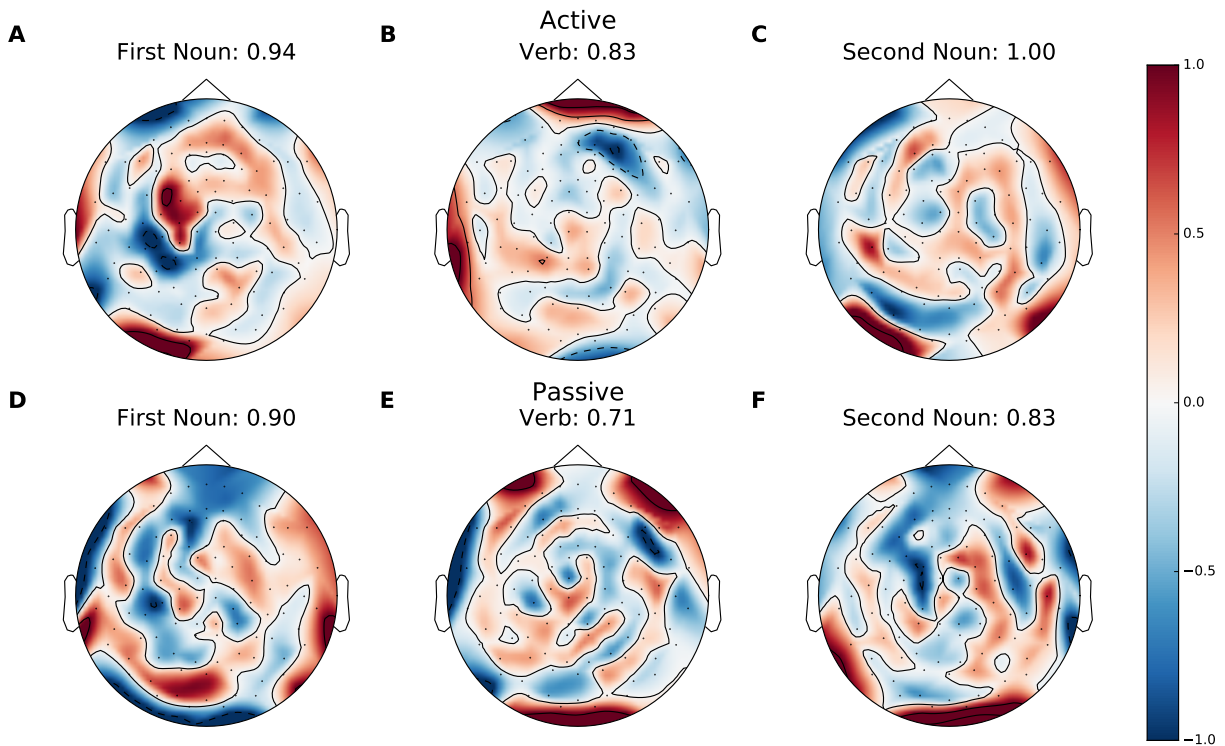 A
First Noun: 0.94
B
Active
Verb: 0.83
C
Second Noun: 1.00
D
First Noun: 0.90
E
Passive
Verb: 0.71
F
Second Noun: 0.83
1.0
0.5
0.0
−0.5
−1.0